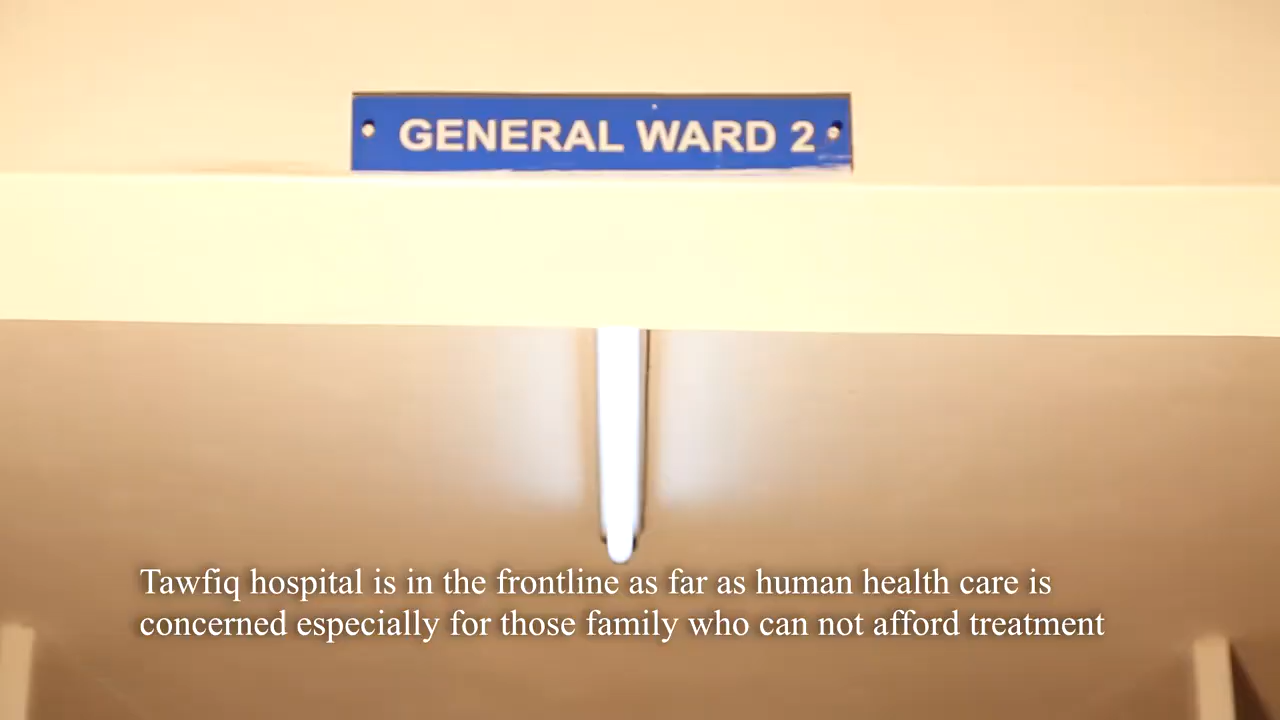 GENERAL WARD 2
Tawfiq hospital is in the frontline as far as human health care is
concerned especially for those family who can not afford treatment